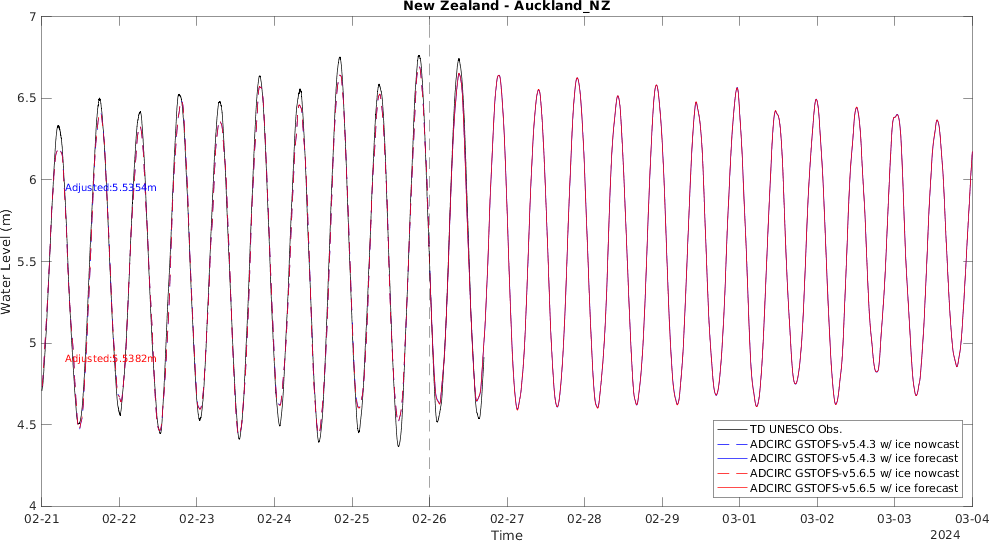 New Zealand - Auckland_NZ
7
6.5
6
5.5
5
4.5
4
Water Level (m)
Adjusted:5.5354m
Adjusted:5.5382m
TD UNESCO Obs.
ADCIRC GSTOFS-v5.4.3 w/ ice nowcast
ADCIRC GSTOFS-v5.4.3 w/ ice forecast
ADCIRC GSTOFS-v5.6.5 w/ ice nowcast
ADCIRC GSTOFS-v5.6.5 w/ ice forecast
02-21 02-22 02-23 02-24 02-25 02-26 02-27 02-28 02-29 03-01 03-02 03-03 03-04
Time
2024